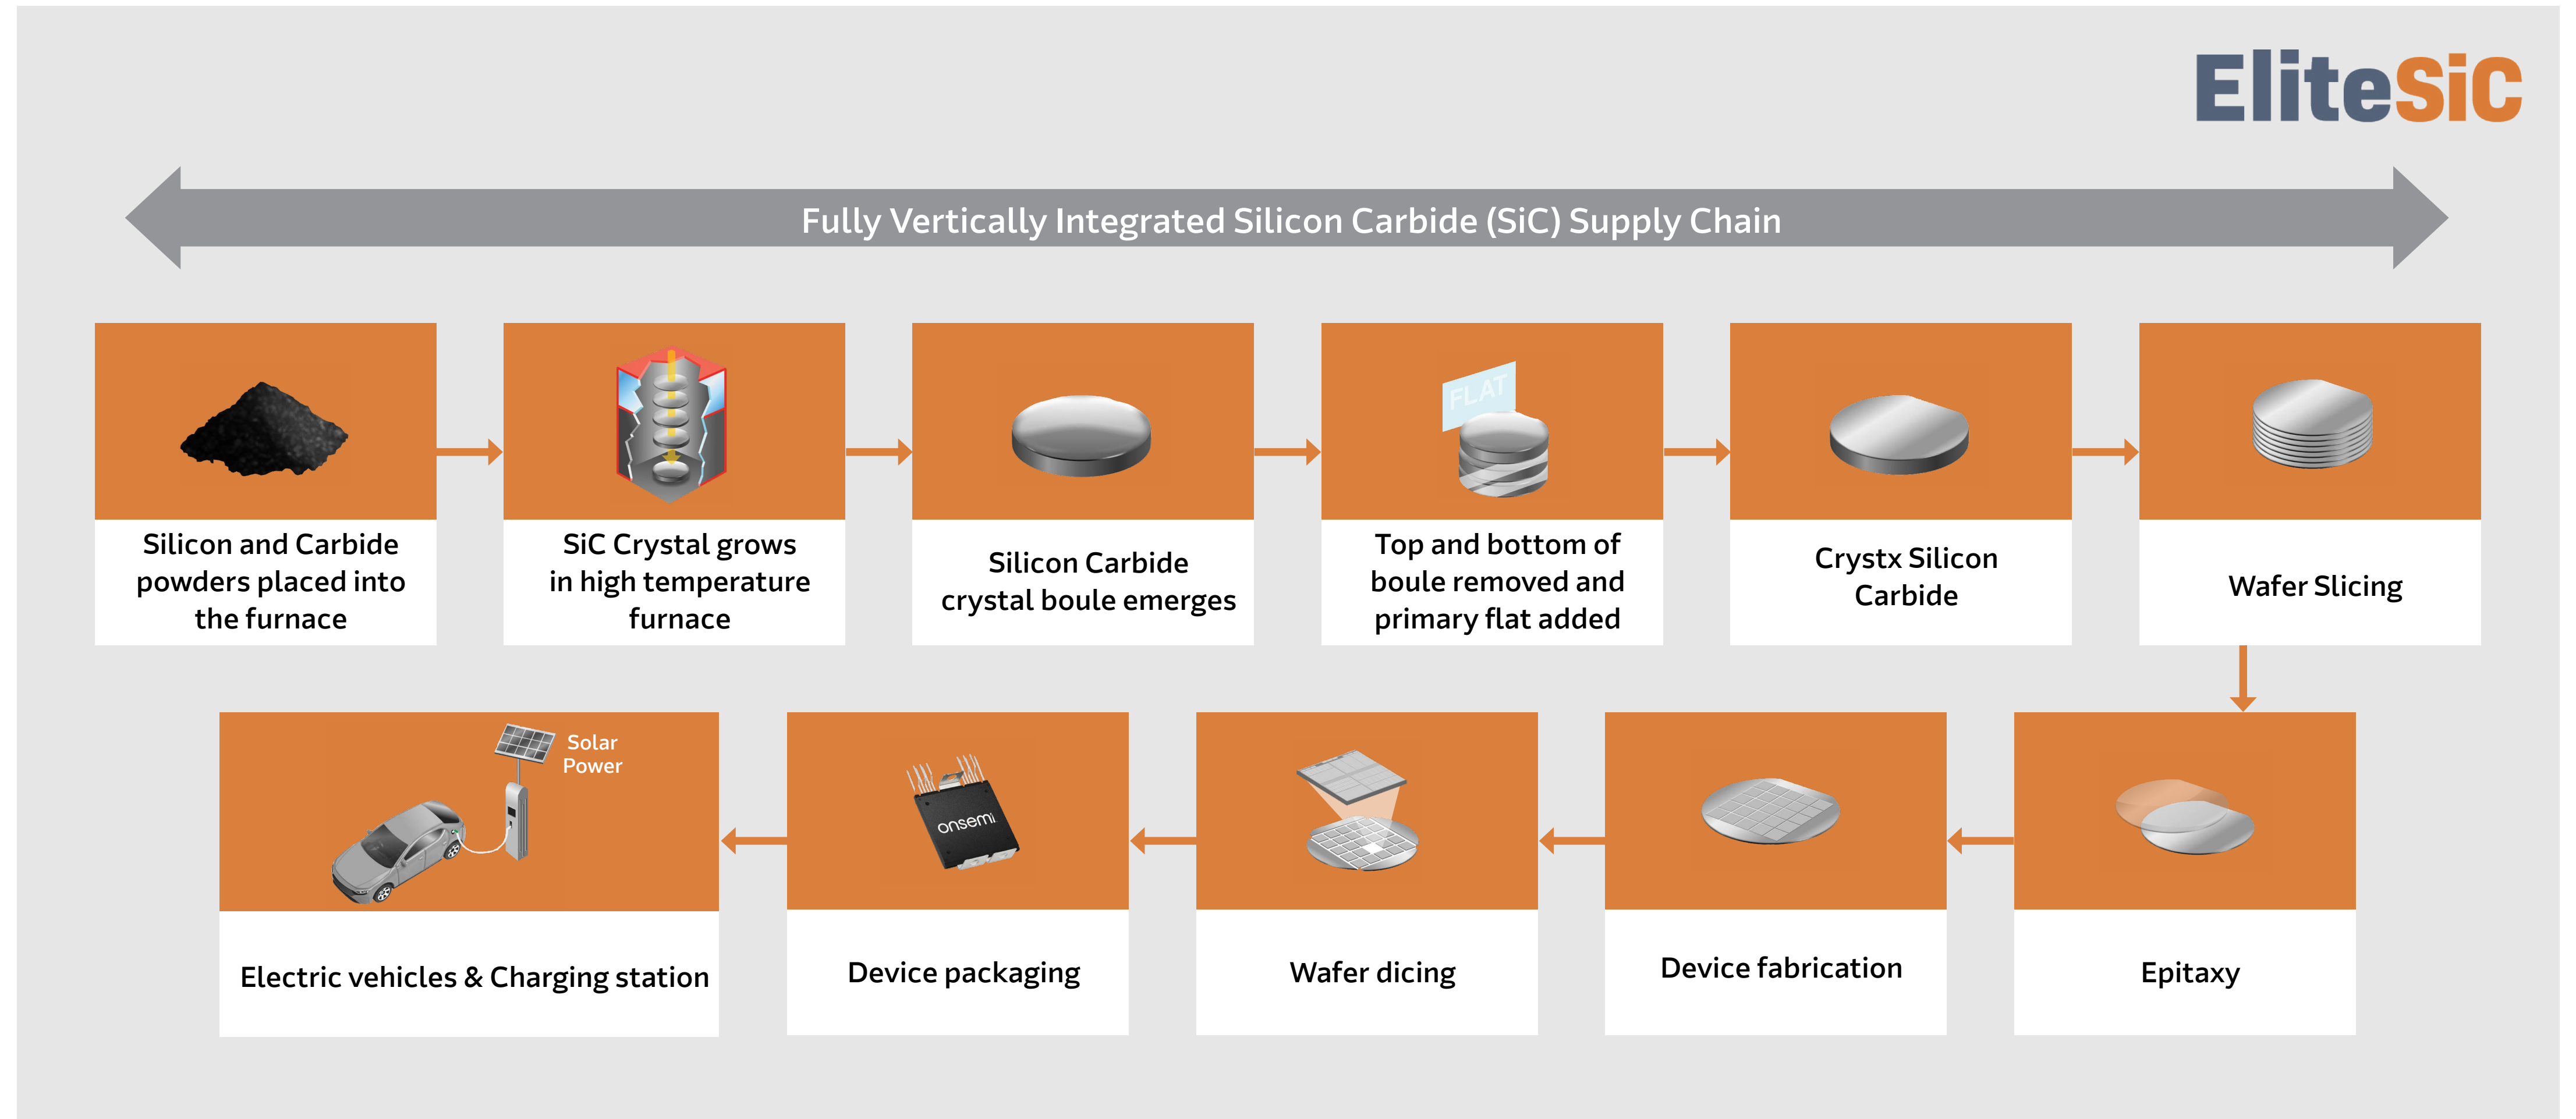 EliteSiC
Fully Vertically Integrated Silicon Carbide (SiC) Supply Chain
Silicon and Carbide
powders placed into
the furnace
SiC Crystal grows
in high temperature
furnace
Silicon Carbide
crystal boule emerges
FLAT
Top and bottom of
boule removed and
primary flat added
Crystx Silicon
Carbide
Wafer Slicing
Epitaxy
Device fabrication
Wafer dicing
onsemi
Device packaging
Solar
Power
Electric vehicles & Charging station